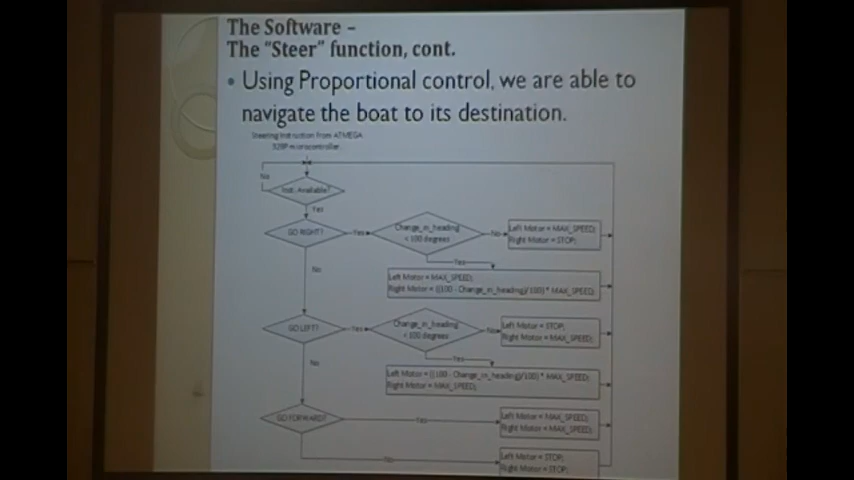 The Software –
The "Steer" function, cont.
• Using Proportional control, we are able to
navigate the boat to its destination.
Steering Instruction from ATMEGA
328P microcontroller
No
Inst. Available?
Yes
GO RIGHT?
Yes
Change_in_heading
< 100 degrees
No
Left Motor = MAX_SPEED;
Right Motor = STOP;
Yes
No
Left Motor = MAX_SPEED;
Right Motor = ((100 - Change_in_heading)/100) * MAX_SPEED;
GO LEFT?
Yes
Change_in_heading
< 100 degrees
No
Left Motor = STOP;
Right Motor = MAX_SPEED;
Yes
No
Left Motor = ((100 - Change_in_heading)/100) * MAX_SPEED;
Right Motor = MAX_SPEED;
GO FORWARD?
Yes
Left Motor = MAX_SPEED;
Right Motor = MAX_SPEED;
No
Left Motor = STOP;
Right Motor = STOP;